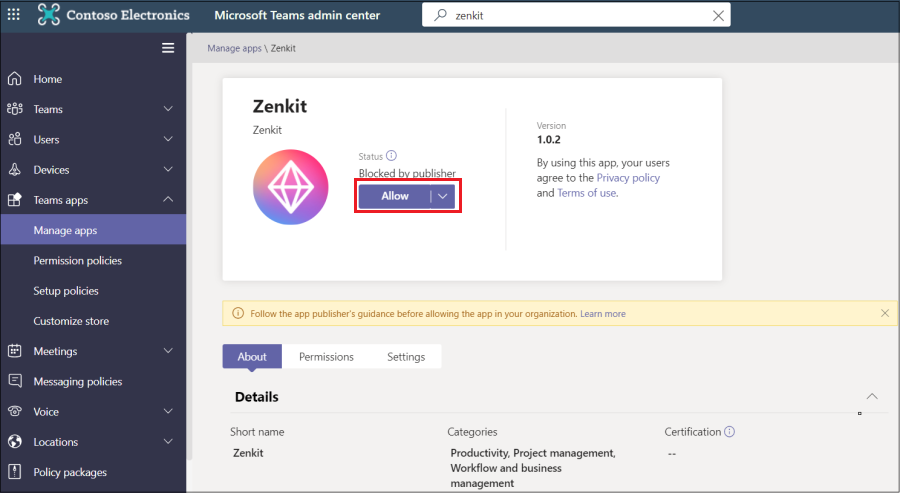 Contoso Electronics
Microsoft Teams admin center
zenkit
Manage apps \ Zenkit
Home
Teams
Users
Devices
Teams apps
Manage apps
Permission policies
Setup policies
Customize store
Meetings
Messaging policies
Voice
Locations
Policy packages
Zenkit
Zenkit
Status
Blocked by publisher
Allow
Version
1.0.2
By using this app, your users
agree to the Privacy policy
and Terms of use.
Follow the app publisher's guidance before allowing the app in your organization. Learn more
About
Permissions
Settings
Details
Short name
Zenkit
Categories
Productivity, Project management,
Workflow and business
management
Certification
--